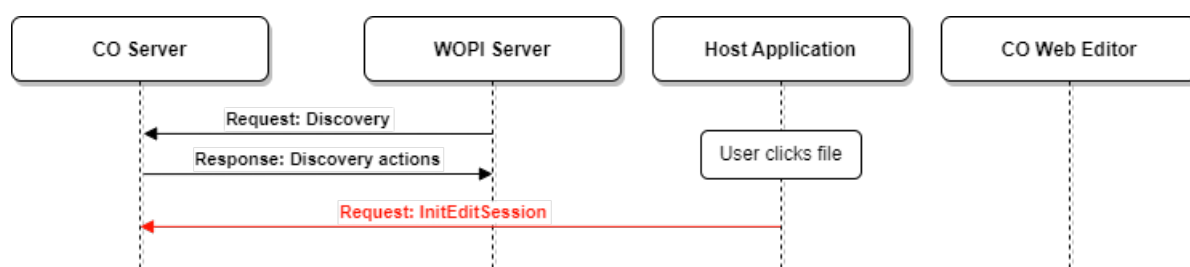 CO Server
WOPI Server
Host Application
CO Web Editor
Request: Discovery
User clicks file
Response: Discovery actions
Request: InitEditSession